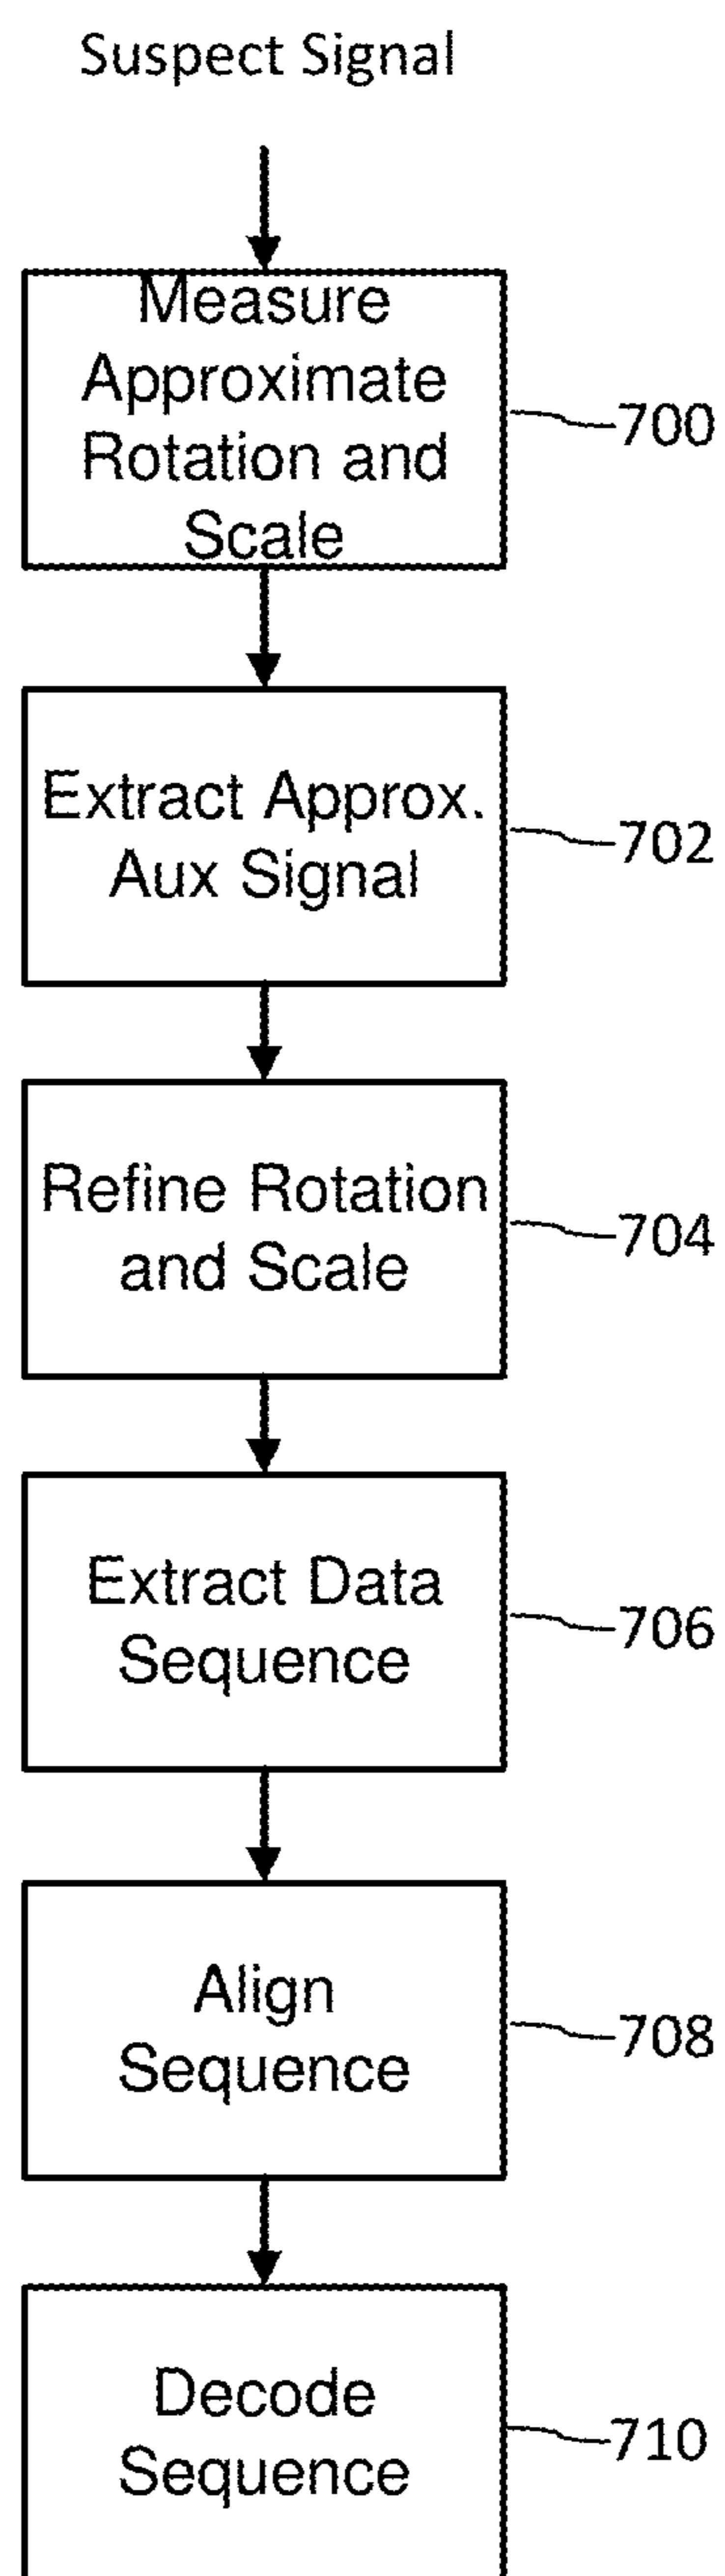 Suspect Signal
Measure
Approximate
Rotation and
Scale
700
Extract Approx.
Aux Signal
702
Refine Rotation
and Scale
704
Extract Data
Sequence
706
Align
Sequence
708
Decode
Sequence
710